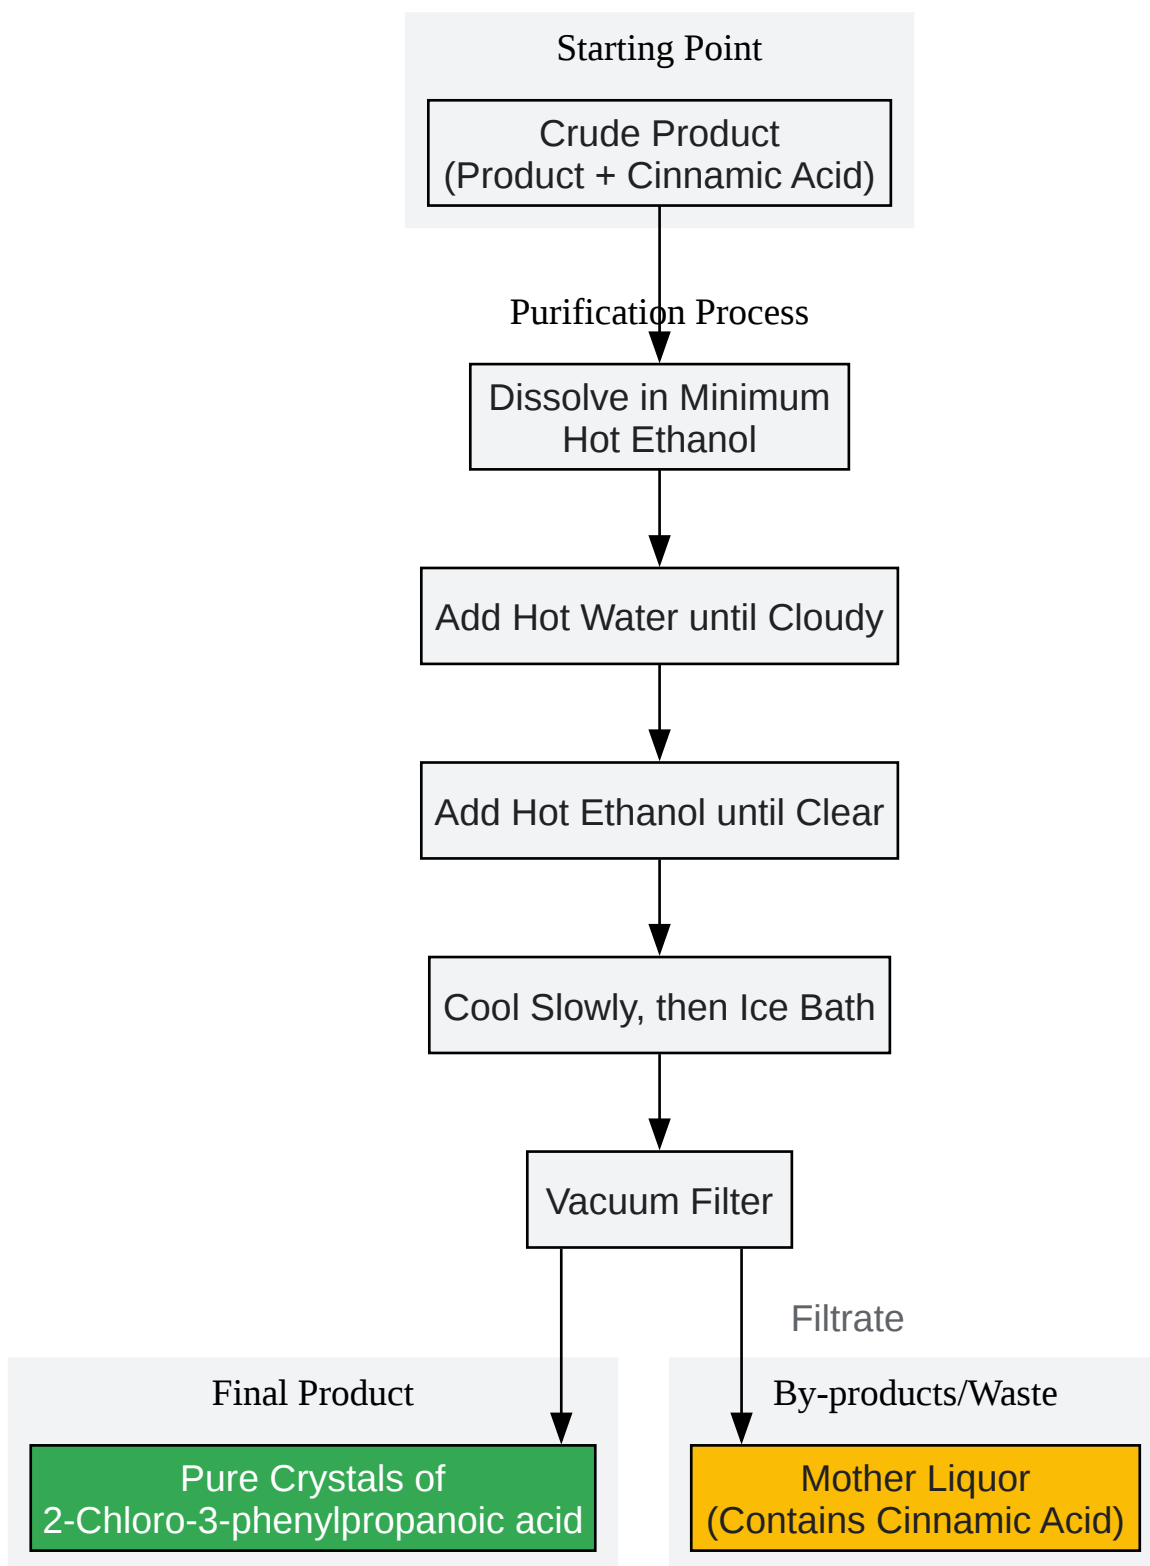 Starting Point
Crude Product
(Product + Cinnamic Acid)
Purification Process
Dissolve in Minimum
Hot Ethanol
Add Hot Water until Cloudy
Add Hot Ethanol until Clear
Cool Slowly, then Ice Bath
Vacuum Filter
Filtrate
Final Product
By-products/Waste
Pure Crystals of
2-Chloro-3-phenylpropanoic acid
Mother Liquor
(Contains Cinnamic Acid)